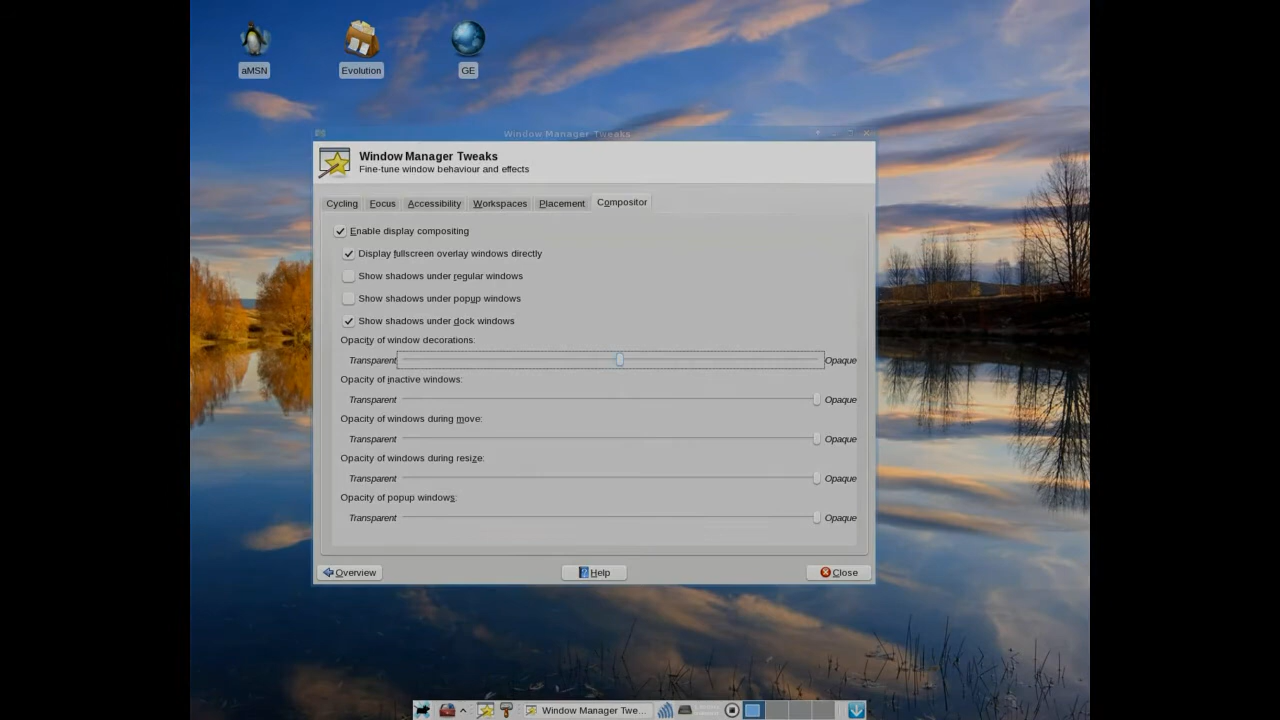 aMSN Evolution GE
Window Manager Tweaks
Window Manager Tweaks
Fine-tune window behaviour and effects
Cycling Focus Accessibility Workspaces Placement Compositor
Enable display compositing
Display fullscreen overlay windows directly
Show shadows under regular windows
Show shadows under popup windows
Show shadows under dock windows
Opacity of window decorations:
Transparent Opaque
Opacity of inactive windows:
Transparent Opaque
Opacity of windows during move:
Transparent Opaque
Opacity of windows during resize:
Transparent Opaque
Opacity of popup windows:
Transparent Opaque
Overview Help Close
Window Manager Twe...